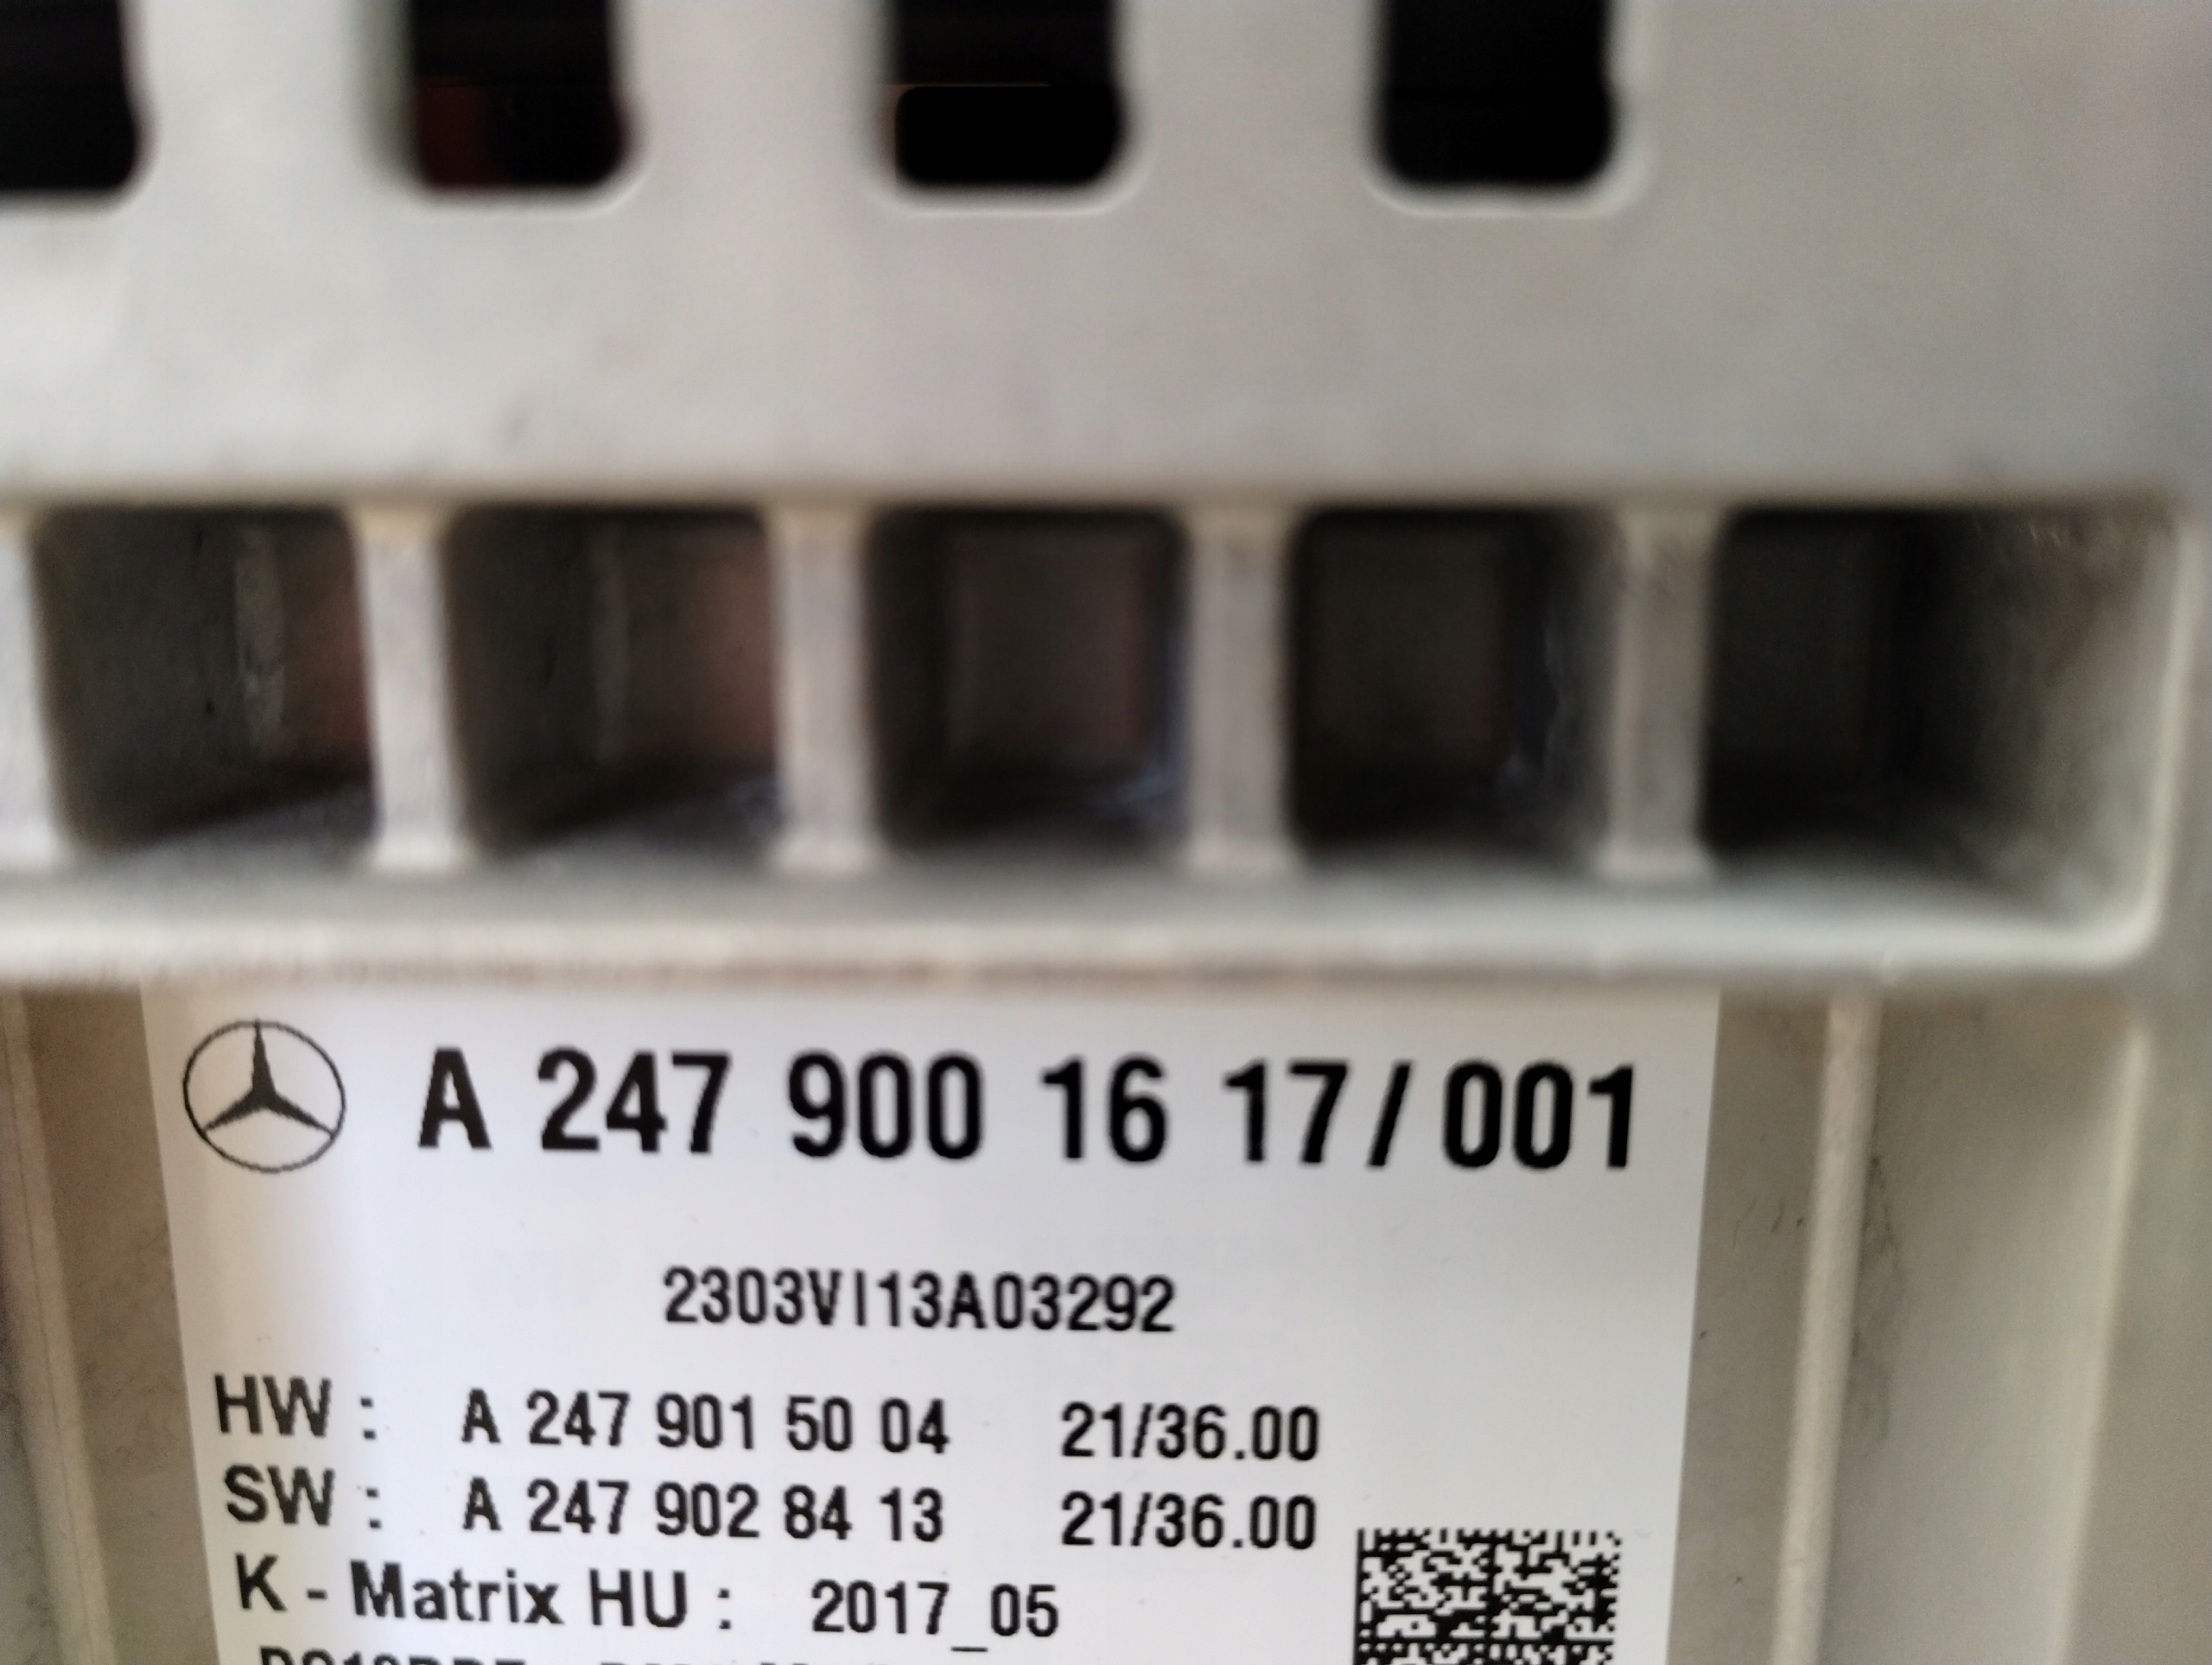 A 247 900 16 17/001
2303VI13A03292
HW : A 247 901 50 04 21/36.00
SW : A 247 902 84 13 21/36.00
K - Matrix HU : 2017_05